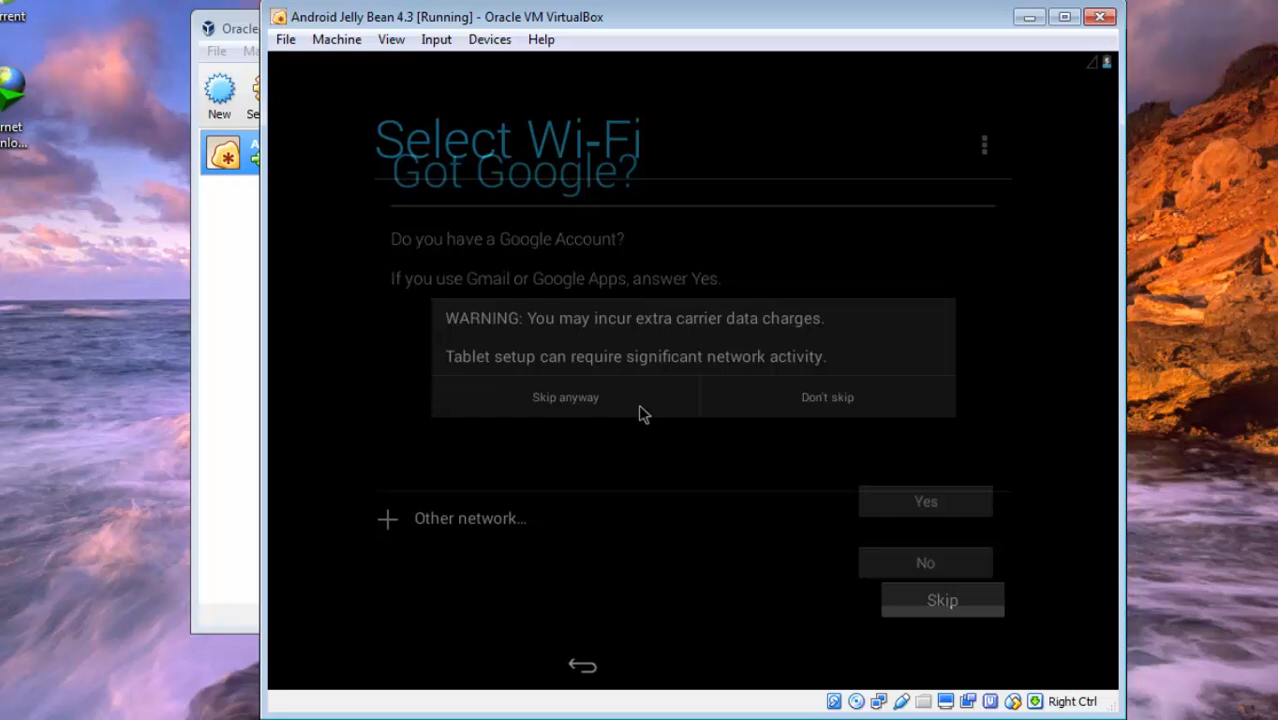 rrent
rnet
nlo...
Oracle
File Ma
New Se
A
Android Jelly Bean 4.3 [Running] - Oracle VM VirtualBox
File Machine View Input Devices Help
Select Wi-Fi
Got Google?
Do you have a Google Account?
If you use Gmail or Google Apps, answer Yes.
WARNING: You may incur extra carrier data charges.
Tablet setup can require significant network activity.
Skip anyway Don't skip
Yes
Other network...
No
Skip
Right Ctrl